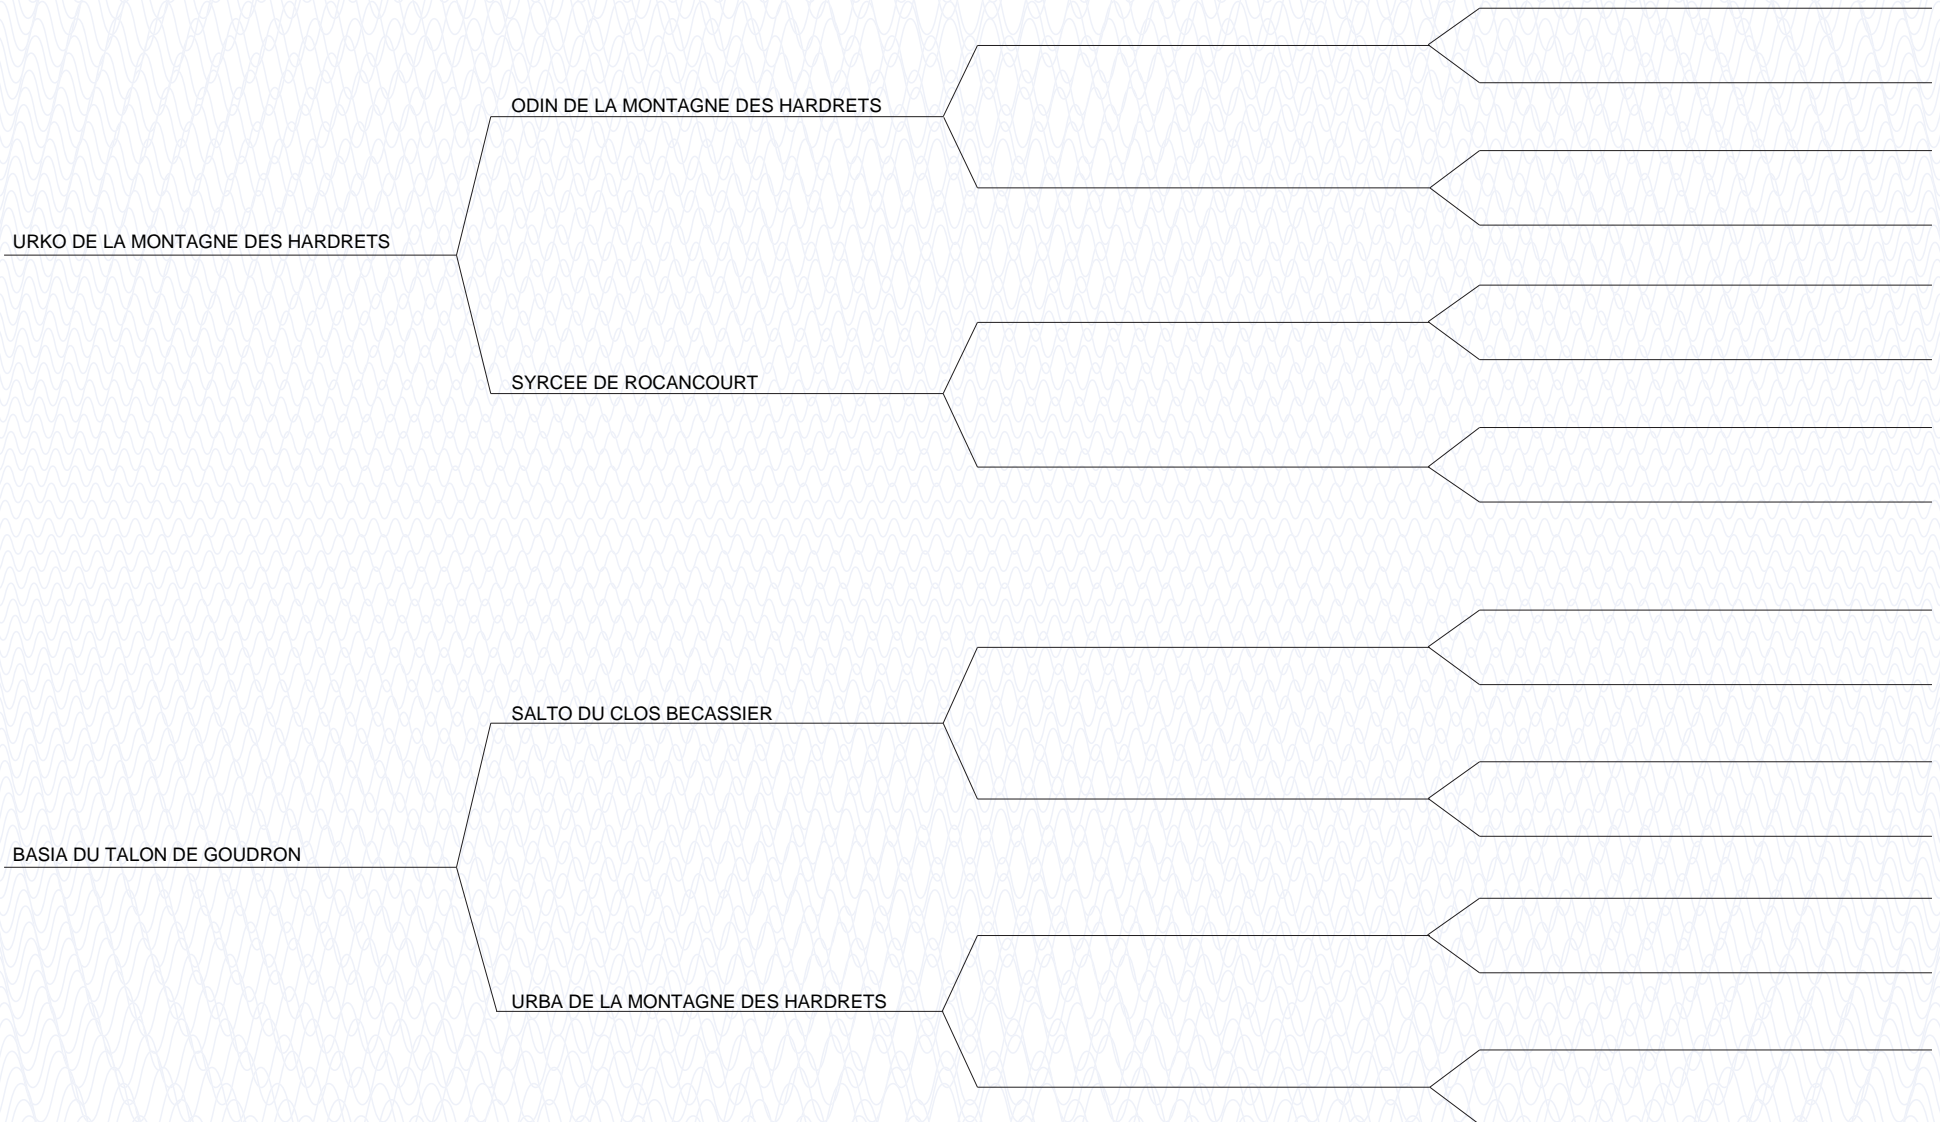 ODIN DE LA MONTAGNE DES HARDRETS
URKO DE LA MONTAGNE DES HARDRETS
SYRCEE DE ROCANCOURT
SALTO DU CLOS BECASSIER
BASIA DU TALON DE GOUDRON
URBA DE LA MONTAGNE DES HARDRETS